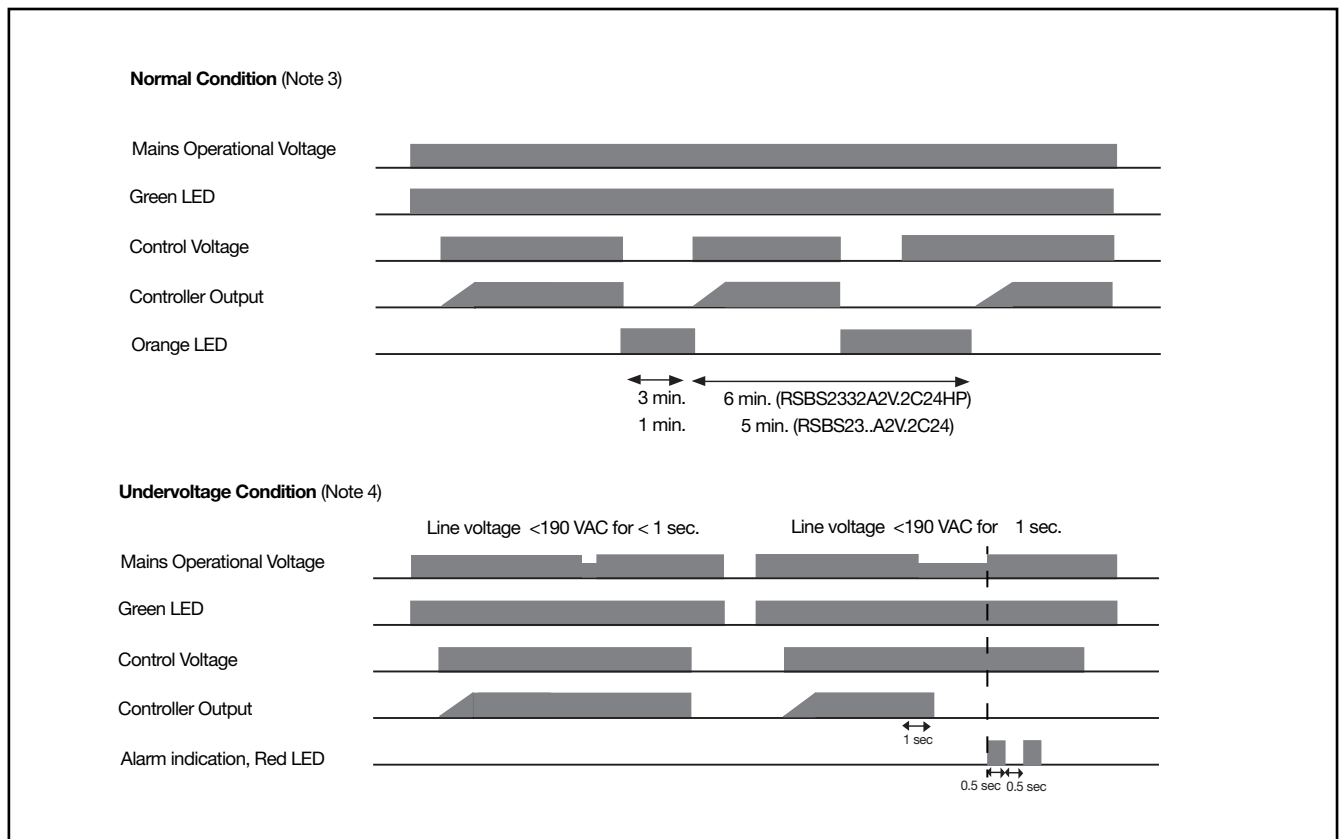 Normal Condition (Note 3)
Mains Operational Voltage
Green LED
Control Voltage
Controller Output
Orange LED
3 min.
6 min. (RSBS2332A2V.2C24HP)
1 min.
5 min. (RSBS23..A2V.2C24)
Undervoltage Condition (Note 4)
Line voltage <190 VAC for < 1 sec.
Line voltage <190 VAC for 1 sec.
Mains Operational Voltage
Green LED
Control Voltage
Controller Output
1 sec
Alarm indication, Red LED
0.5 sec 0.5 sec